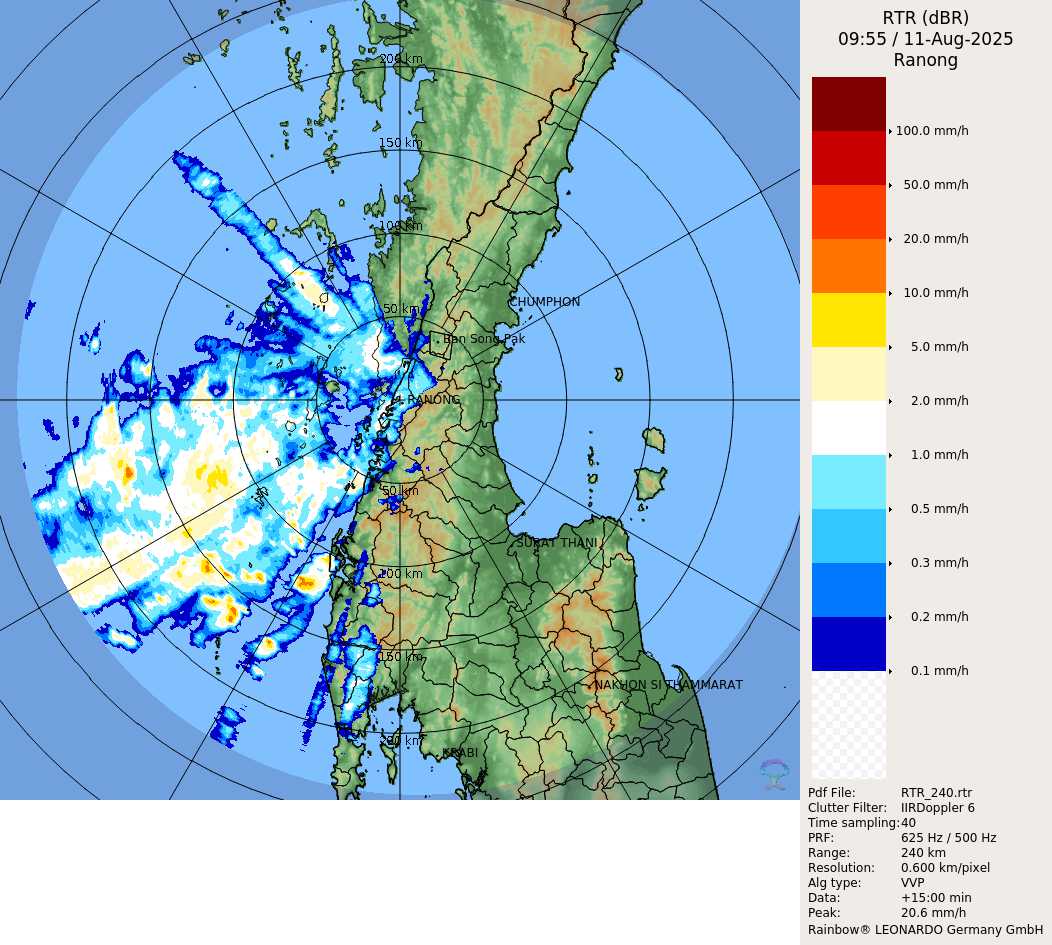 RTR (dBR)
09:55 / 11-Aug-2025
Ranong
200 km
150 km
100 km
50 km
CHUMPHON
Ban Song Pak
RANONG
50 km
SURAT THANI
100 km
150 km
NAKHON SI THAMMARAT
200 km
KRABI
100.0 mm/h
50.0 mm/h
20.0 mm/h
10.0 mm/h
5.0 mm/h
2.0 mm/h
1.0 mm/h
0.5 mm/h
0.3 mm/h
0.2 mm/h
0.1 mm/h
Pdf File: RTR_240.rtr
Clutter Filter: IIRDoppler 6
Time sampling:40
PRF: 625 Hz / 500 Hz
Range: 240 km
Resolution: 0.600 km/pixel
Alg type: VVP
Data: +15:00 min
Peak: 20.6 mm/h
Rainbow® LEONARDO Germany GmbH